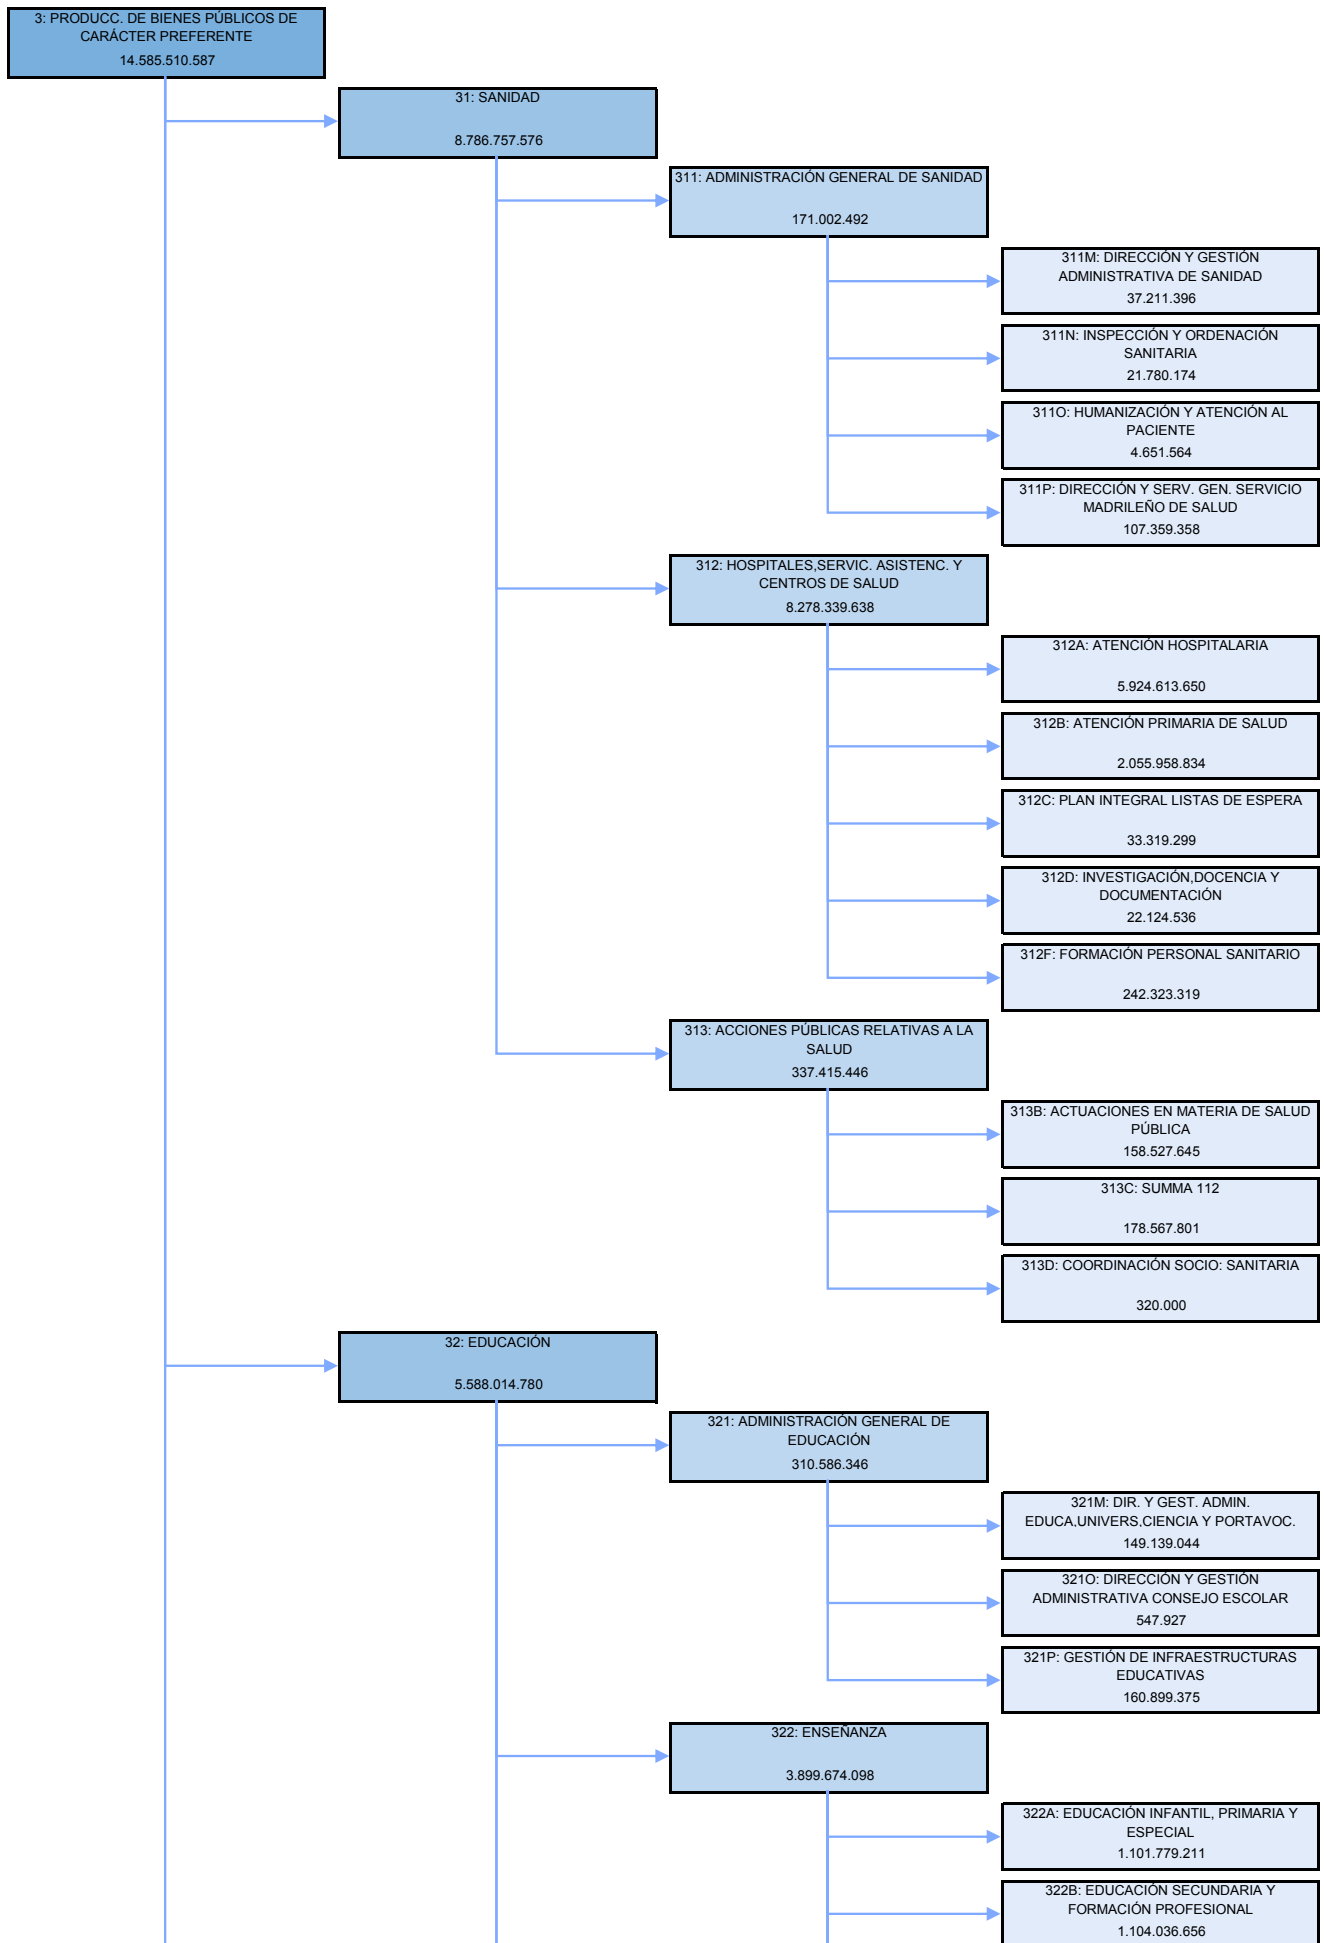 3: PRODUCC. DE BIENES PÚBLICOS DE
CARÁCTER PREFERENTE
14.585.510.587
31: SANIDAD
8.786.757.576
311: ADMINISTRACIÓN GENERAL DE SANIDAD
171.002.492
311M: DIRECCIÓN Y GESTIÓN
ADMINISTRATIVA DE SANIDAD
37.211.396
311N: INSPECCIÓN Y ORDENACIÓN
SANITARIA
21.780.174
311O: HUMANIZACIÓN Y ATENCIÓN AL
PACIENTE
4.651.564
311P: DIRECCIÓN Y SERV. GEN. SERVICIO
MADRILEÑO DE SALUD
107.359.358
312: HOSPITALES,SERVIC. ASISTENC. Y
CENTROS DE SALUD
8.278.339.638
312A: ATENCIÓN HOSPITALARIA
5.924.613.650
312B: ATENCIÓN PRIMARIA DE SALUD
2.055.958.834
312C: PLAN INTEGRAL LISTAS DE ESPERA
33.319.299
312D: INVESTIGACIÓN,DOCENCIA Y
DOCUMENTACIÓN
22.124.536
312F: FORMACIÓN PERSONAL SANITARIO
242.323.319
313: ACCIONES PÚBLICAS RELATIVAS A LA
SALUD
337.415.446
313B: ACTUACIONES EN MATERIA DE SALUD
PÚBLICA
158.527.645
313C: SUMMA 112
178.567.801
313D: COORDINACIÓN SOCIO: SANITARIA
320.000
32: EDUCACIÓN
5.588.014.780
321: ADMINISTRACIÓN GENERAL DE
EDUCACIÓN
310.586.346
321M: DIR. Y GEST. ADMIN.
EDUCA,UNIVERS,CIENCIA Y PORTAVOC.
149.139.044
321O: DIRECCIÓN Y GESTIÓN
ADMINISTRATIVA CONSEJO ESCOLAR
547.927
321P: GESTIÓN DE INFRAESTRUCTURAS
EDUCATIVAS
160.899.375
322: ENSEÑANZA
3.899.674.098
322A: EDUCACIÓN INFANTIL, PRIMARIA Y
ESPECIAL
1.101.779.211
322B: EDUCACIÓN SECUNDARIA Y
FORMACIÓN PROFESIONAL
1.104.036.656